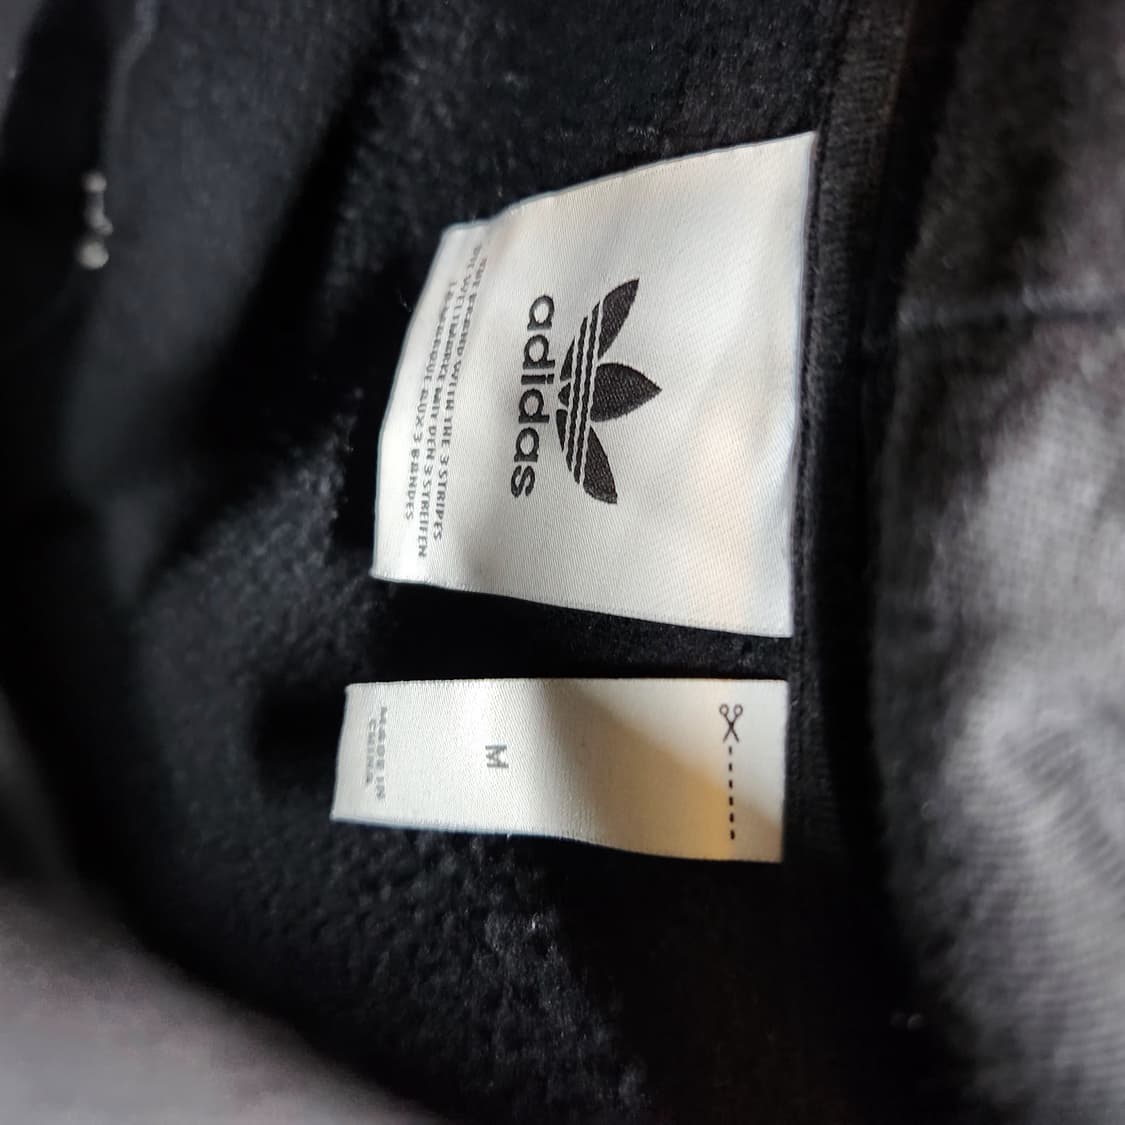 adidas
THE BRAND WITH THE 3 STRIPES
DIE WELTMARKE MIT DEN 3 STREIFEN
LA MARQUE AUX 3 BANDES
M
MADE IN
CHINA